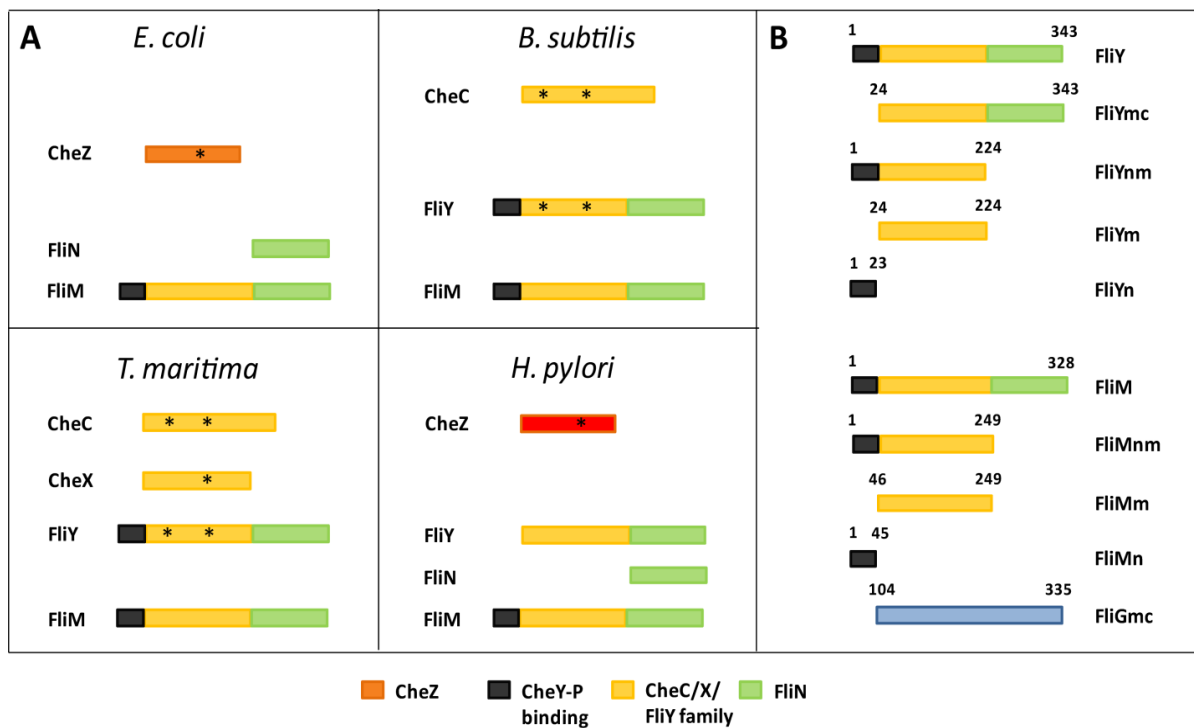 A
E. coli
CheZ
*
FliN
FliM
B. subtilis
CheC
* *
FliY
* *
FliM
T. maritima
CheC
* *
CheX
*
FliY
* *
FliM
H. pylori
CheZ
*
FliY
FliN
FliM
B
1 343
FliY
24 343
FliYmc
1 224
FliYnm
24 224
FliYm
1 23
FliYn
1 328
FliM
1 249
FliMnm
46 249
FliMm
1 45
FliMn
104 335
FliGmc
CheZ
CheY-P
binding
CheC/X/
FliY family
FliN